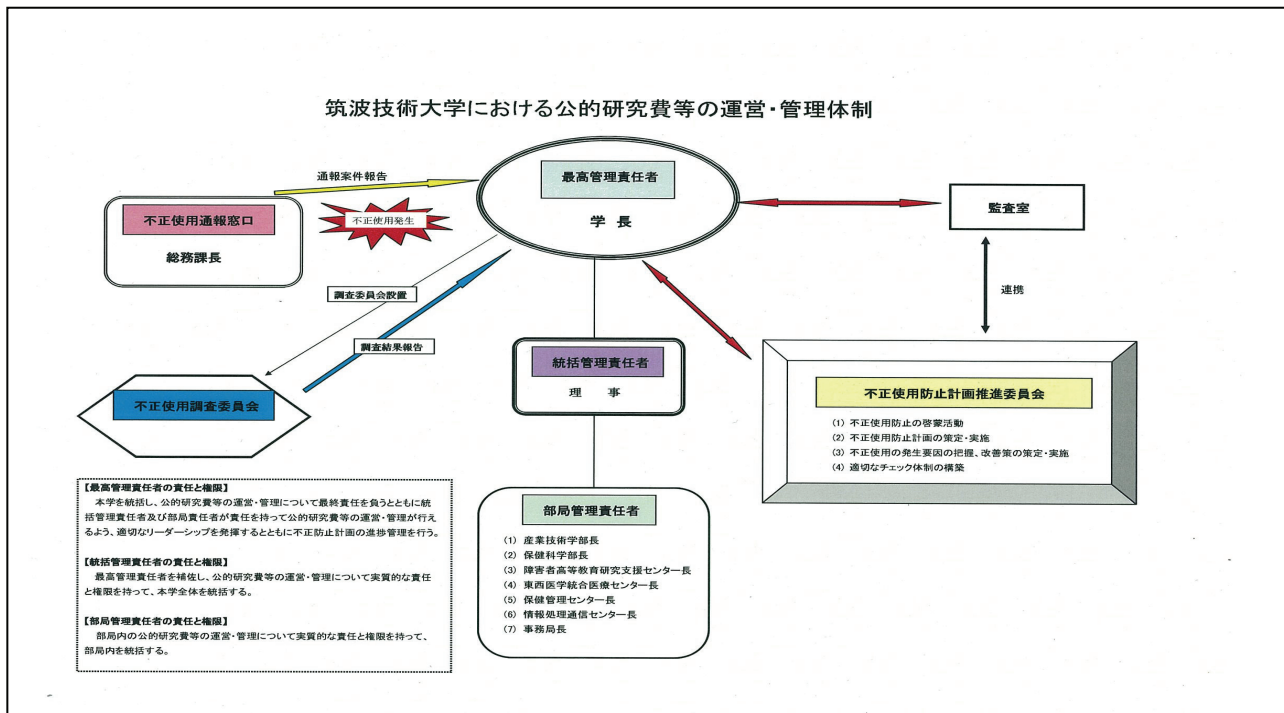 筑波技術大学における公的研究費等の運営・管理体制
通報案件報告
最高管理責任者
学 長
不正使用通報窓口
総務課長
不正使用発生
監査室
連携
調査委員会設置
調査結果報告
統括管理責任者
理 事
不正使用調査委員会
不正使用防止計画推進委員会
(1) 不正使用防止の啓蒙活動
(2) 不正使用防止計画の策定・実施
(3) 不正使用の発生要因の把握、改善策の策定・実施
(4) 適切なチェック体制の構築
【最高管理責任者の責任と権限】
本学を統括し、公的研究費等の運営・管理について最終責任を負うとともに統
括管理責任者及び部局責任者が責任を持って公的研究費等の運営・管理が行え
るよう、適切なリーダーシップを発揮するとともに不正防止計画の進捗管理を行う。
【統括管理責任者の責任と権限】
最高管理責任者を補佐し、公的研究費等の運営・管理について実質的な責任
と権限を持って、本学全体を統括する。
【部局管理責任者の責任と権限】
部局内の公的研究費等の運営・管理について実質的な責任と権限を持って、
部局内を統括する。
部局管理責任者
(1) 産業技術学部長
(2) 保健科学部長
(3) 障害者高等教育研究支援センター長
(4) 東西医学統合医療センター長
(5) 保健管理センター長
(6) 情報処理通信センター長
(7) 事務局長